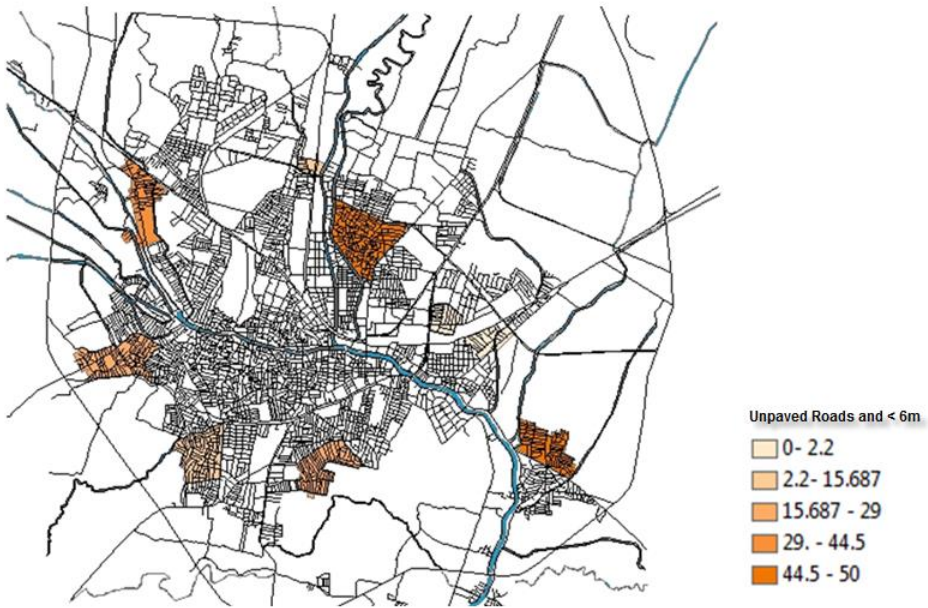 Unpaved Roads and < 6m
0- 2.2
2.2- 15.687
15.687 - 29
29. - 44.5
44.5 - 50